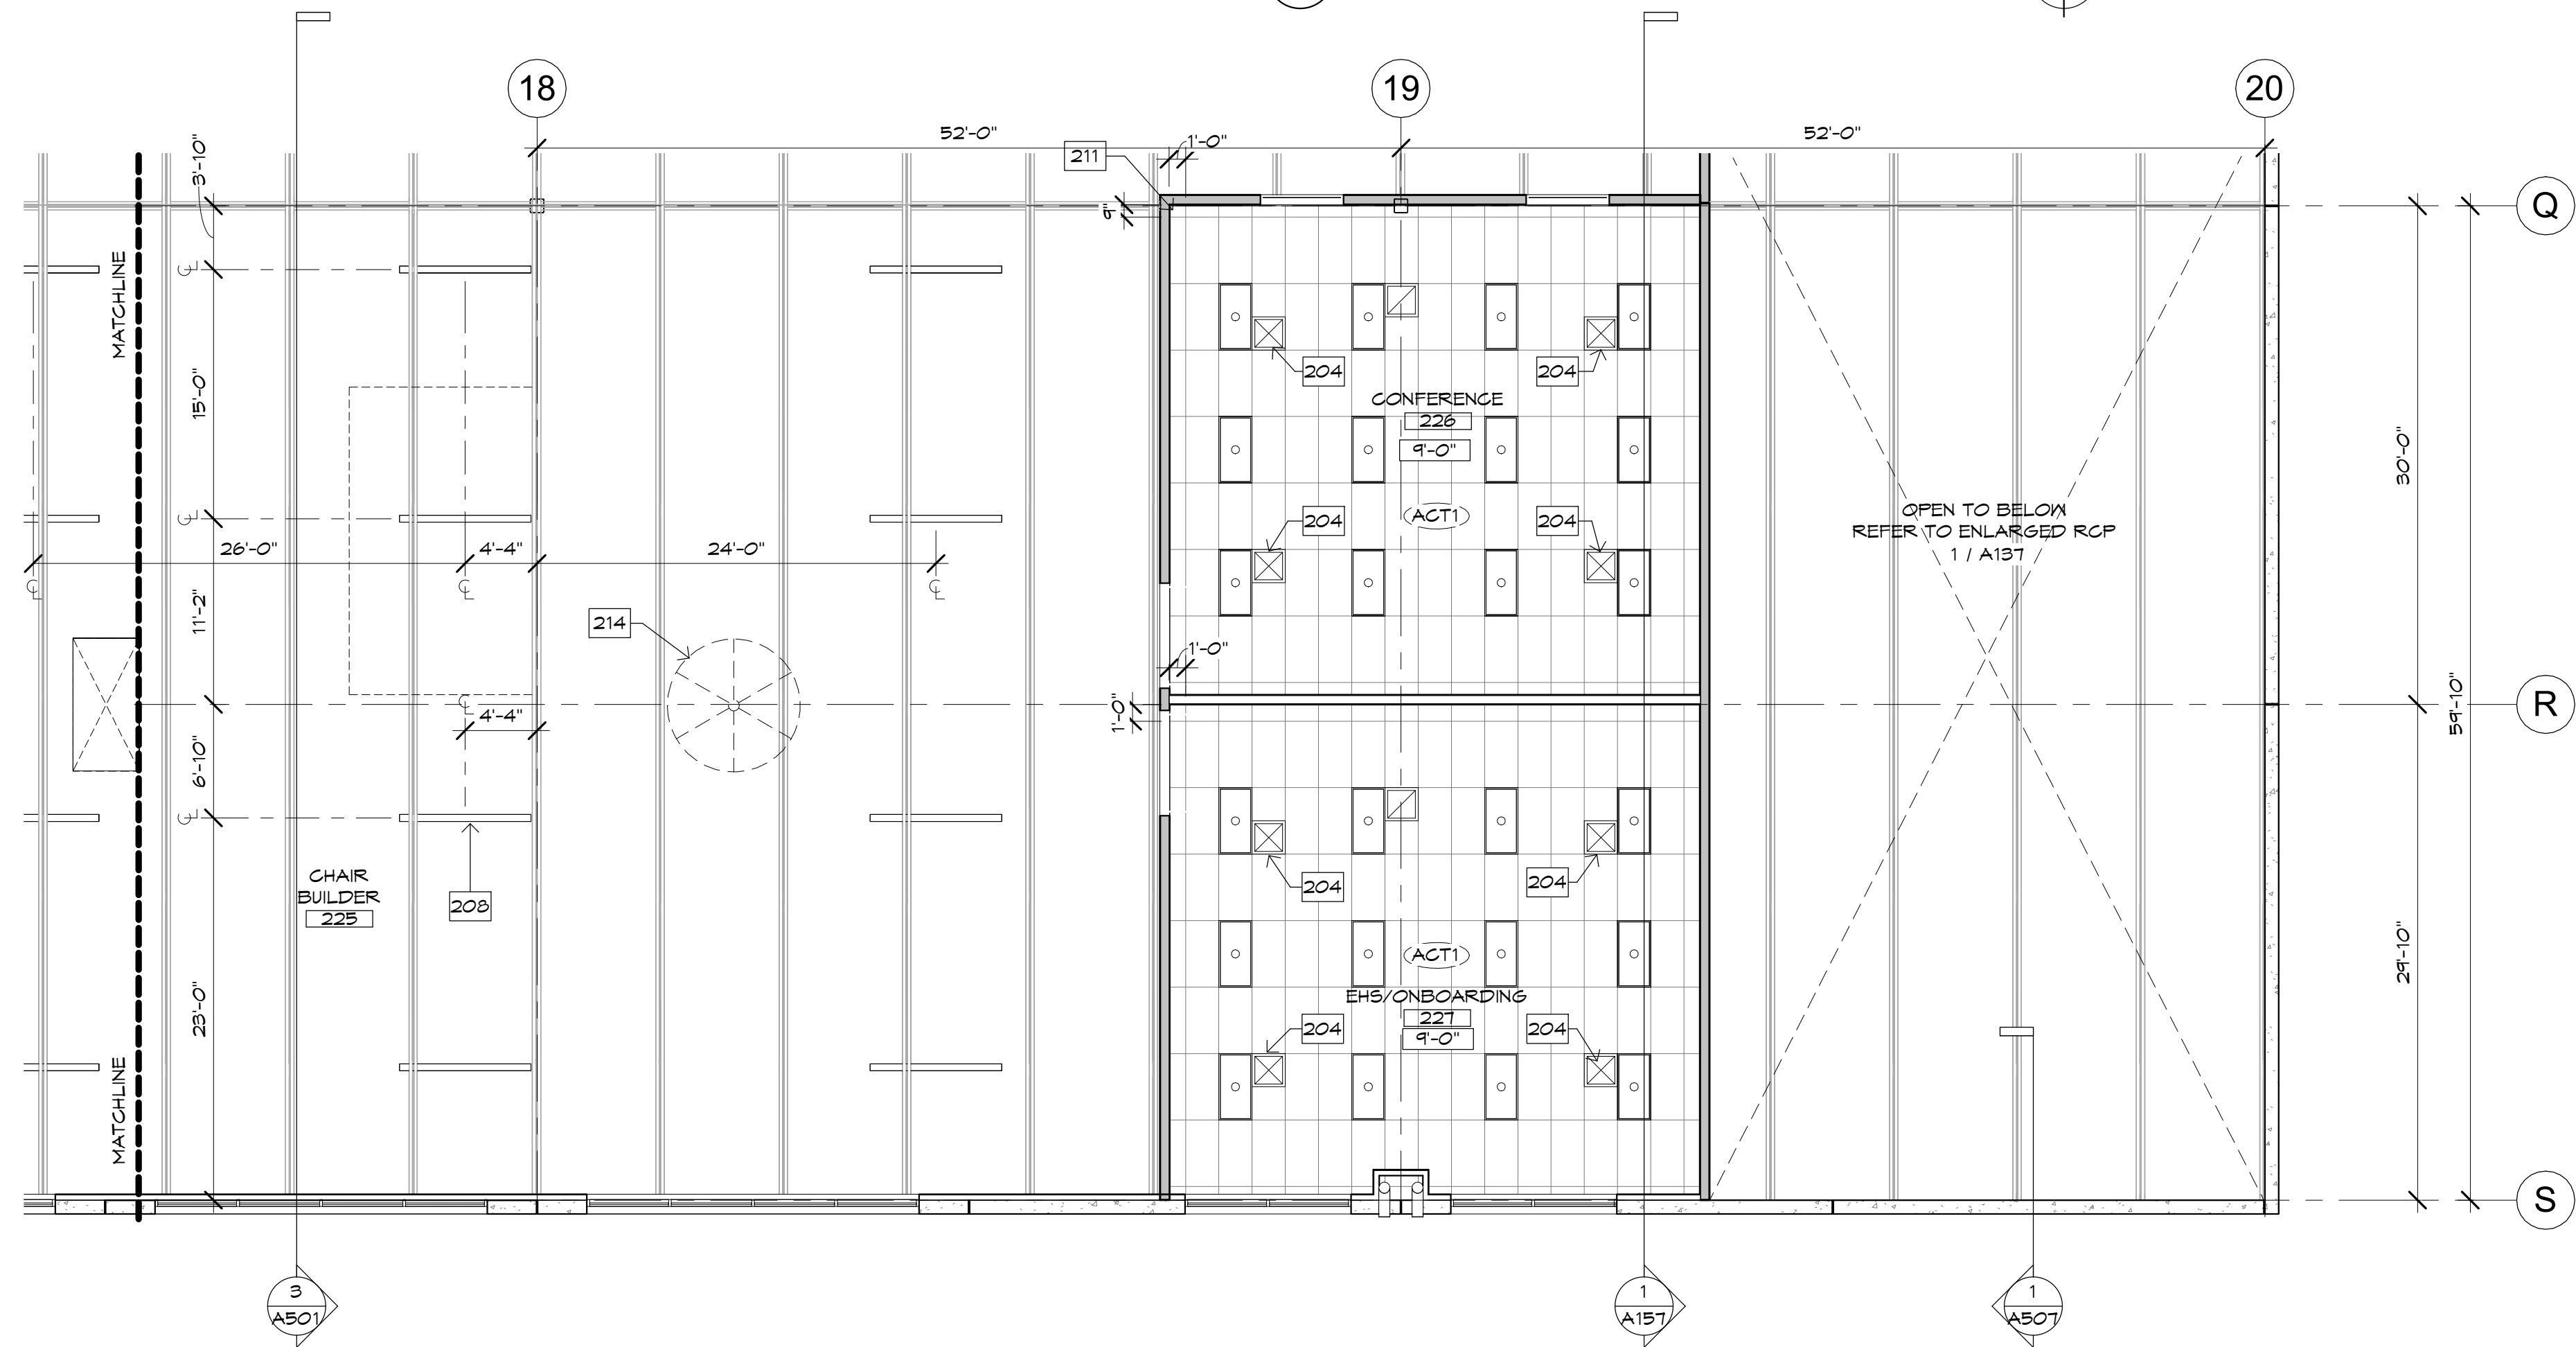 18
19
20
52'-0"
52'-0"
211
1'-0"
3'-10"
9"
Q
MATCHLINE
204
204
15'-0"
CONFERENCE
226
9'-0"
30'-0"
204
ACT1
204
OPEN TO BELOW
REFER TO ENLARGED RCP
1 / A137
26'-0"
4'-4"
24'-0"
11'-2"
214
1'-0"
59'-10"
R
4'-4"
1'-0"
6'-10"
CHAIR
BUILDER
225
208
204
204
ACT1
29'-10"
EHS/ONBOARDING
227
9'-0"
204
204
23'-0"
MATCHLINE
S
3
A501
1
A157
1
A507